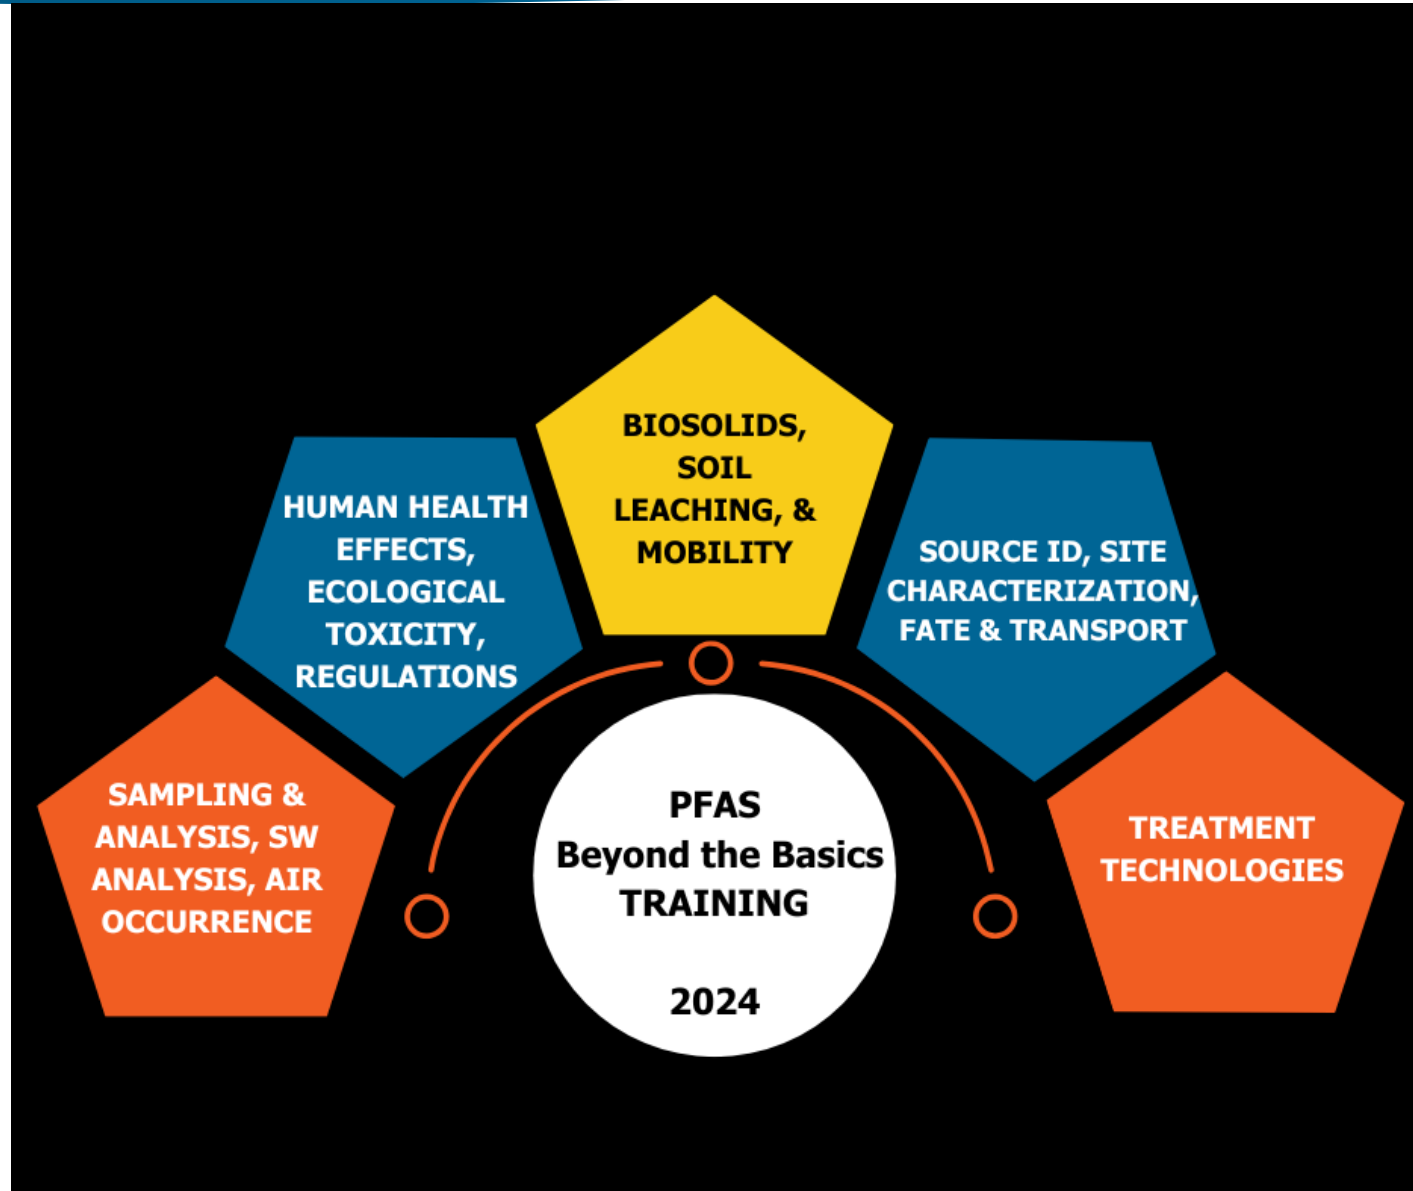 BIOSOLIDS,
SOIL
LEACHING, &
MOBILITY
HUMAN HEALTH
EFFECTS,
ECOLOGICAL
TOXICITY,
REGULATIONS
SOURCE ID, SITE
CHARACTERIZATION,
FATE & TRANSPORT
SAMPLING &
ANALYSIS, SW
ANALYSIS, AIR
OCCURRENCE
PFAS
Beyond the Basics
TRAINING
2024
TREATMENT
TECHNOLOGIES